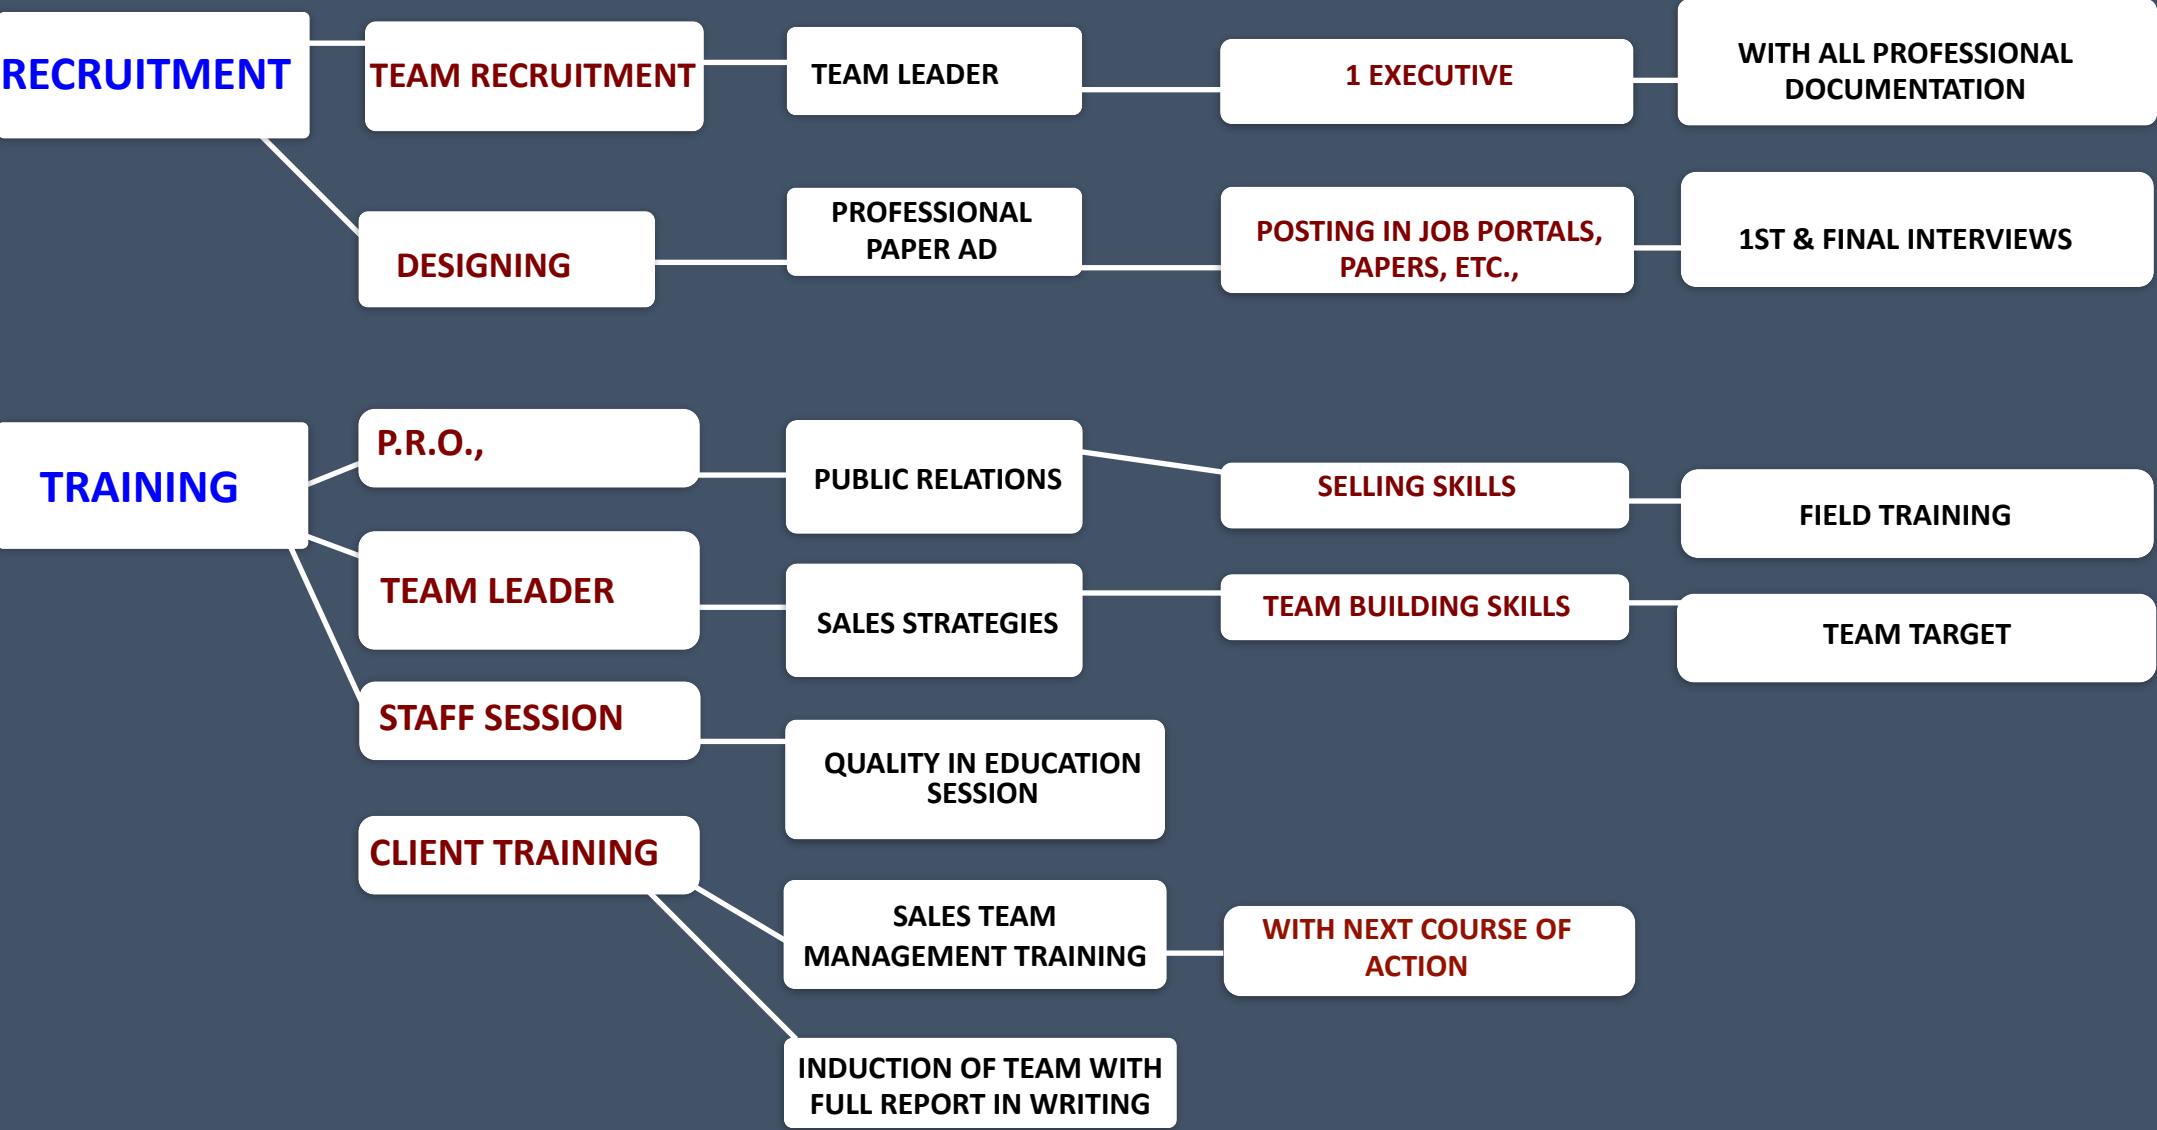 RECRUITMENT
TEAM RECRUITMENT
TEAM LEADER
1 EXECUTIVE
WITH ALL PROFESSIONAL
DOCUMENTATION
DESIGNING
PROFESSIONAL
PAPER AD
POSTING IN JOB PORTALS,
PAPERS, ETC.,
1ST & FINAL INTERVIEWS
TRAINING
P.R.O.,
PUBLIC RELATIONS
SELLING SKILLS
FIELD TRAINING
TEAM LEADER
SALES STRATEGIES
TEAM BUILDING SKILLS
TEAM TARGET
STAFF SESSION
QUALITY IN EDUCATION
SESSION
CLIENT TRAINING
SALES TEAM
MANAGEMENT TRAINING
WITH NEXT COURSE OF
ACTION
INDUCTION OF TEAM WITH
FULL REPORT IN WRITING